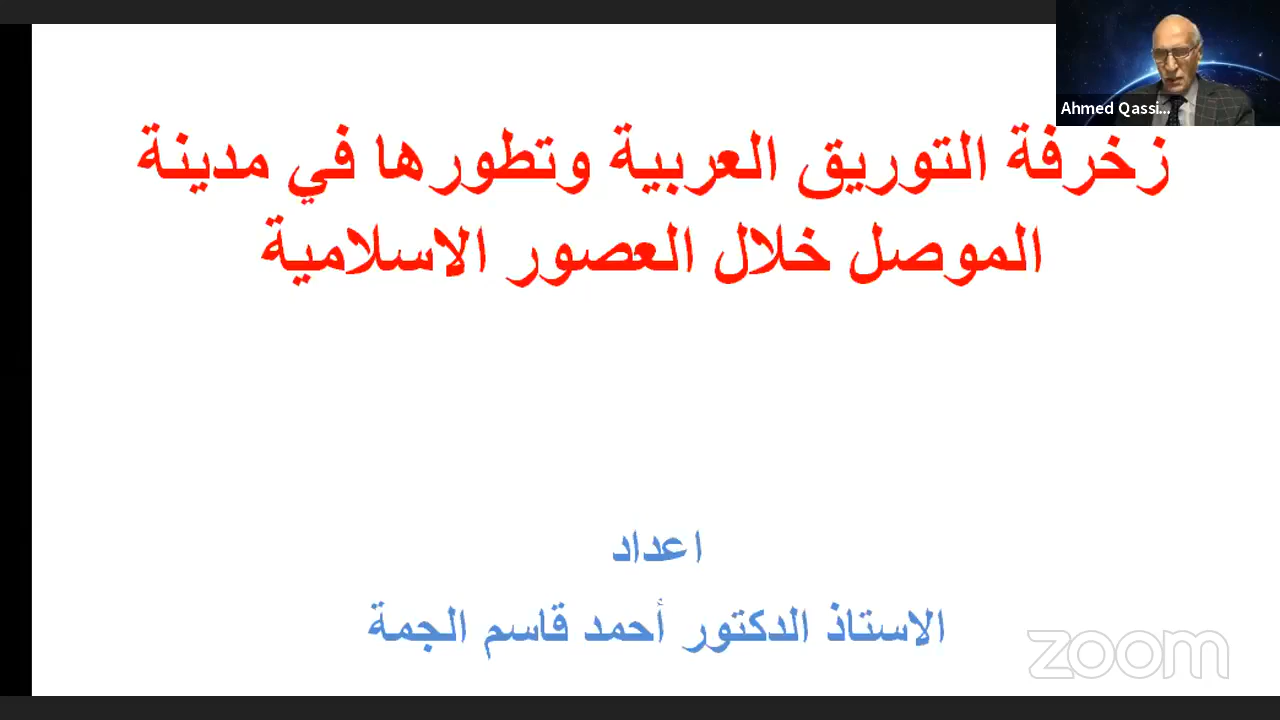 Ahmed Qassi...
زخرفة التوريق العربية وتطورها في مدينة
الموصل خلال العصور الاسلامية
اعداد
الاستاذ الدكتور أحمد قاسم الجمة
zoom